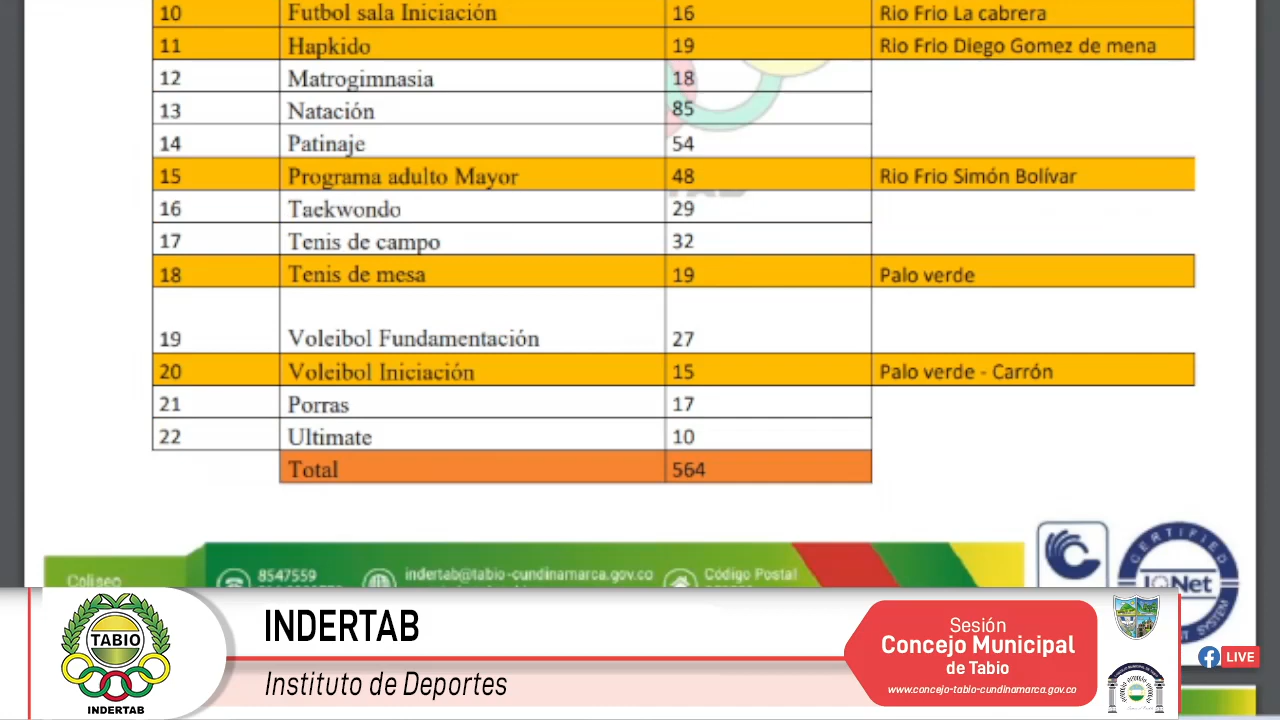 10 Futbol sala Iniciación 16 Rio Frio La cabrera
11 Hapkido 19 Rio Frio Diego Gomez de mena
12 Matrogimnasia 18
13 Natación 85
14 Patinaje 54
15 Programa adulto Mayor 48 Rio Frio Simón Bolívar
16 Taekwondo 29
17 Tenis de campo 32
18 Tenis de mesa 19 Palo verde
19 Voleibol Fundamentación 27
20 Voleibol Iniciación 15 Palo verde - Carrón
21 Porras 17
22 Ultimate 10
Total 564
Coliseo
8547559
indertab@tabio-cundinamarca.gov.co
Código Postal
CERTIFIED
IQNet
SYSTEM
TABIO
INDERTAB
INDERTAB
Instituto de Deportes
Sesión
Concejo Municipal
de Tabio
www.concejo-tabio-cundinamarca.gov.co
LIVE